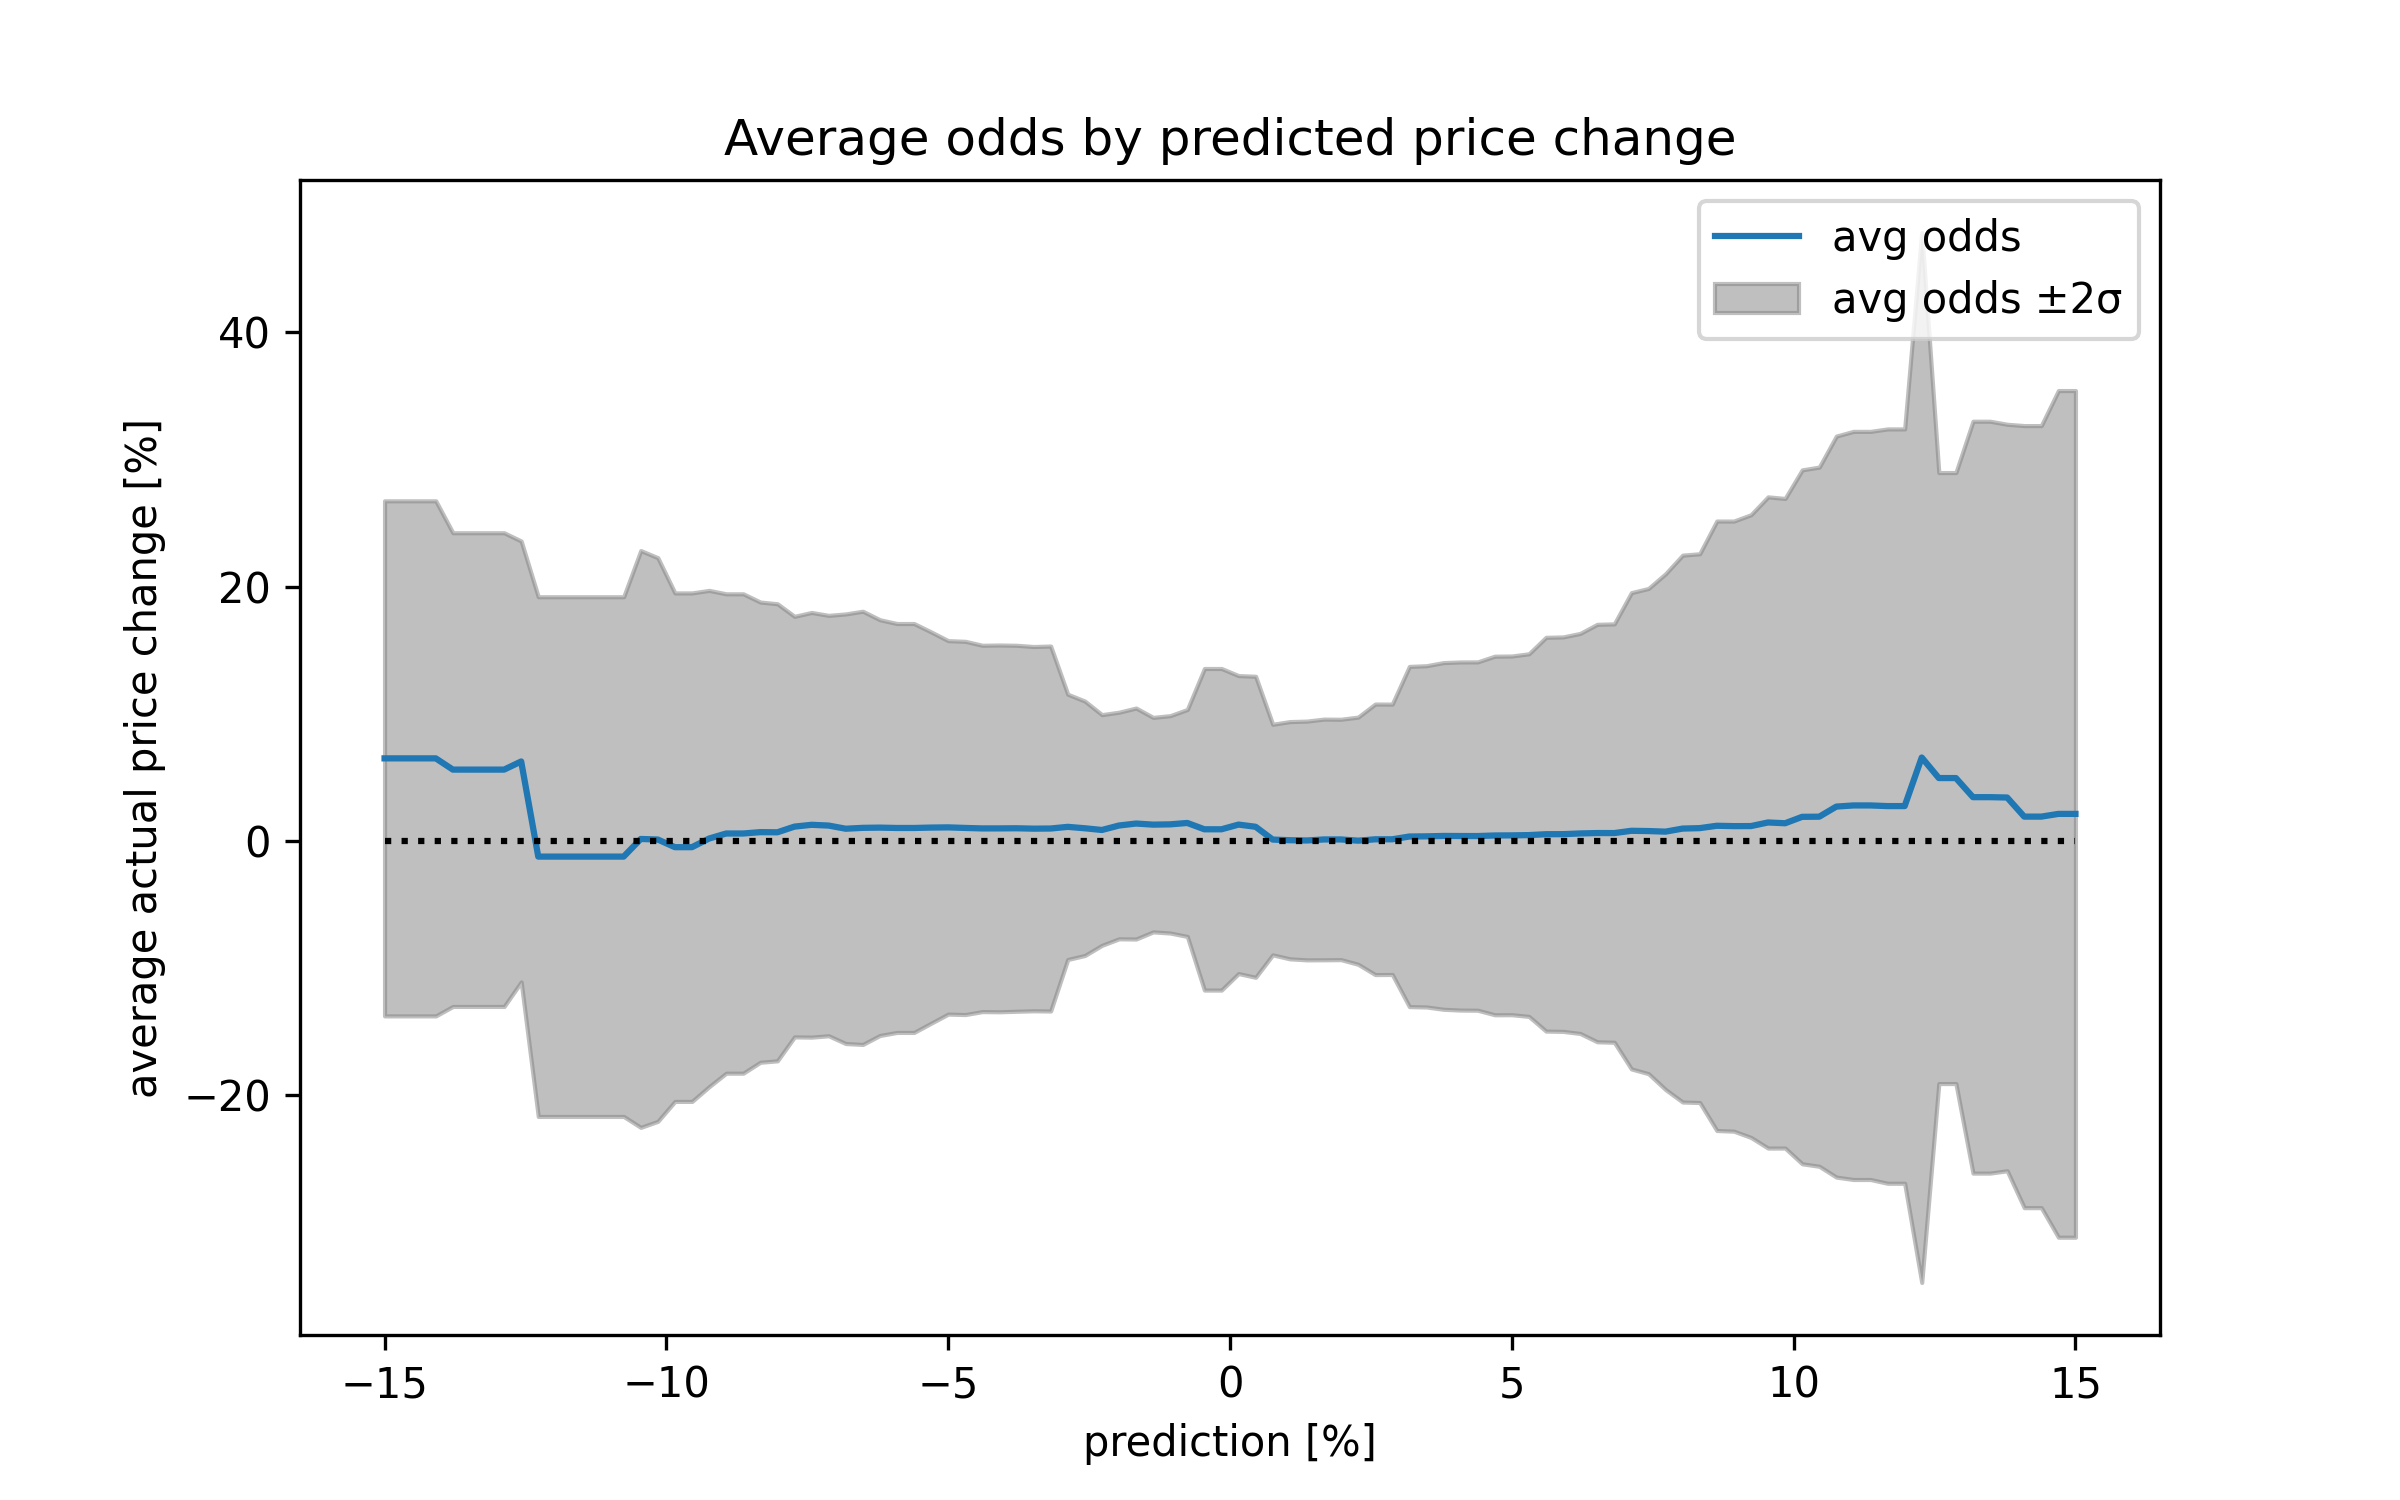 Average odds by predicted price change
avg odds
avg odds ±2σ
average actual price change [%]
40
20
0
−20
−15
−10
−5
0
5
10
15
prediction [%]